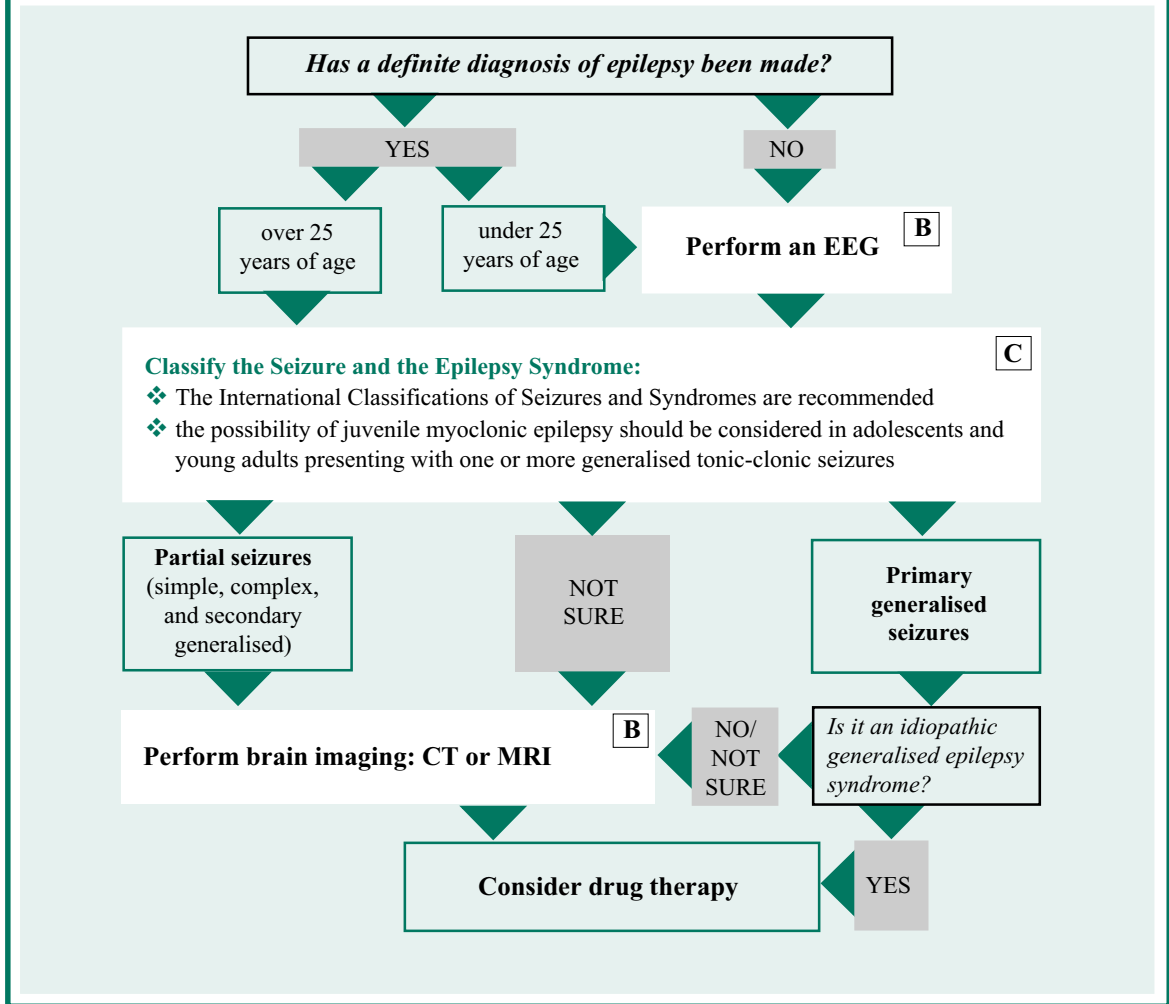 Has a definite diagnosis of epilepsy been made?
YES
NO
over 25
years of age
under 25
years of age
Perform an EEG
B
Classify the Seizure and the Epilepsy Syndrome:
C
❖ The International Classifications of Seizures and Syndromes are recommended
❖ the possibility of juvenile myoclonic epilepsy should be considered in adolescents and
young adults presenting with one or more generalised tonic-clonic seizures
Partial seizures
(simple, complex,
and secondary
generalised)
NOT
SURE
Primary
generalised
seizures
Perform brain imaging: CT or MRI
B
NO/
NOT
SURE
Is it an idiopathic
generalised epilepsy
syndrome?
Consider drug therapy
YES